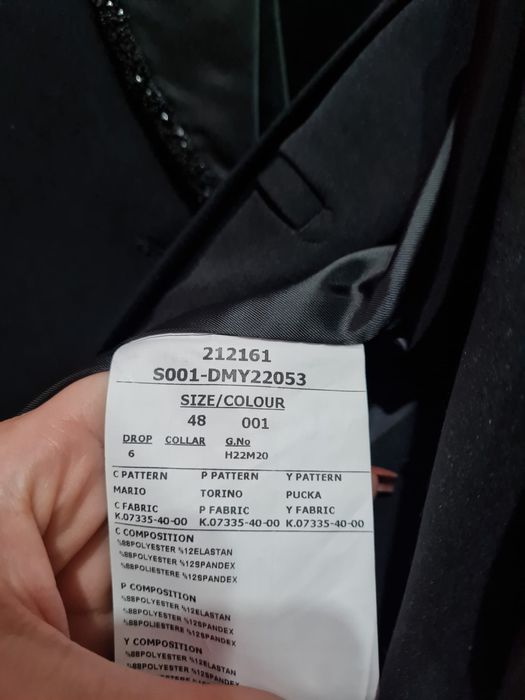 212161
S001-DMY22053
SIZE/COLOUR
48 001
DROP COLLAR G.No
6 H22M20
C PATTERN P PATTERN Y PATTERN
MARIO TORINO PUCKA
C FABRIC P FABRIC Y FABRIC
K.07335-40-00 K.07335-40-00 K.07335-40-00
C COMPOSITION
%88POLYESTER %12ELASTAN
%88POLYESTER %12SPANDEX
%88POLIESTERE %12SPANDEX
P COMPOSITION
%88POLYESTER %12ELASTAN
%88POLYESTER %12SPANDEX
%88POLIESTERE %12SPANDEX
Y COMPOSITION
%88POLYESTER %12ELASTAN
%88POLYESTER %12SPANDEX